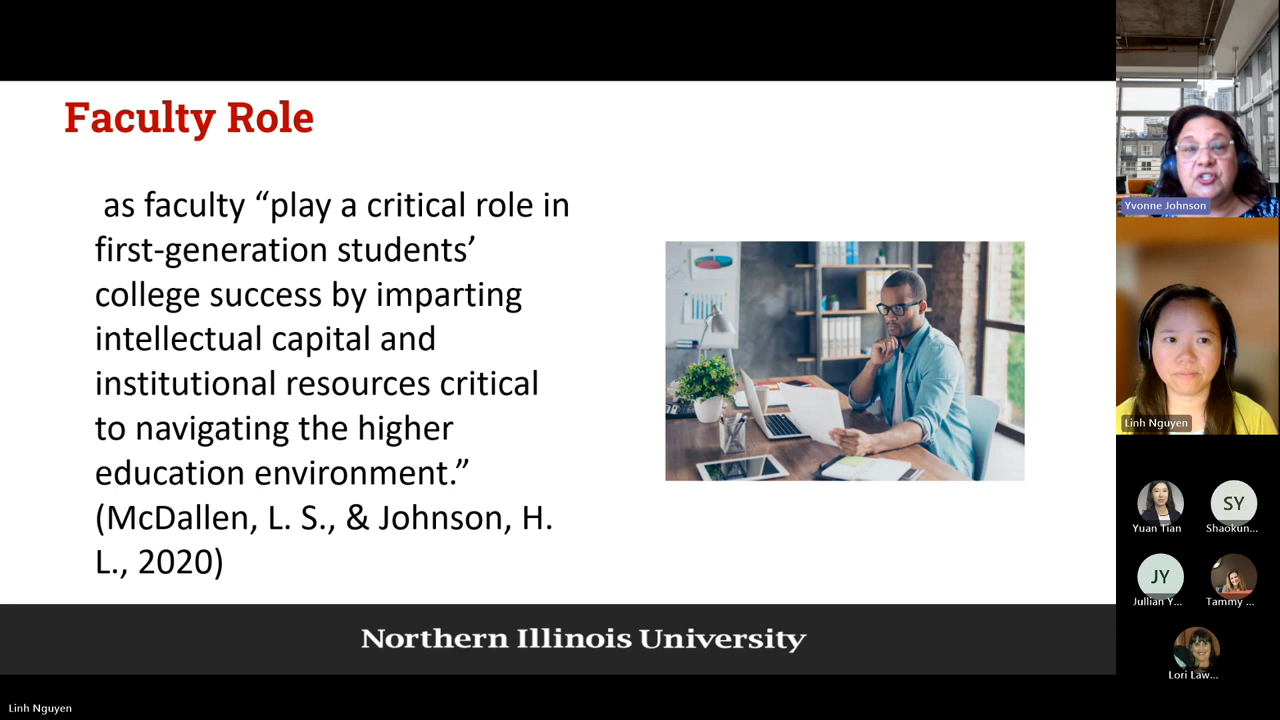 Faculty Role
as faculty “play a critical role in
first-generation students’
college success by imparting
intellectual capital and
institutional resources critical
to navigating the higher
education environment.”
(McDallen, L. S., & Johnson, H.
L., 2020)
Northern Illinois University
Yvonne Johnson
Linh Nguyen
SY
Yuan Tian
Shaokun...
JY
Jullian Y...
Tammy ...
Lori Law...
Linh Nguyen